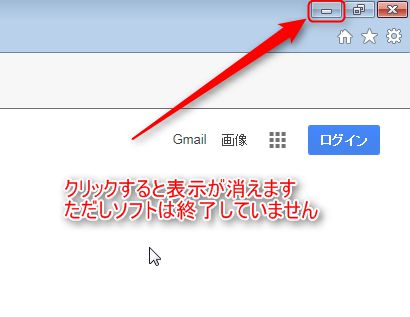 Gmail 画像 ログイン
クリックすると表示が消えます
ただしソフトは終了していません